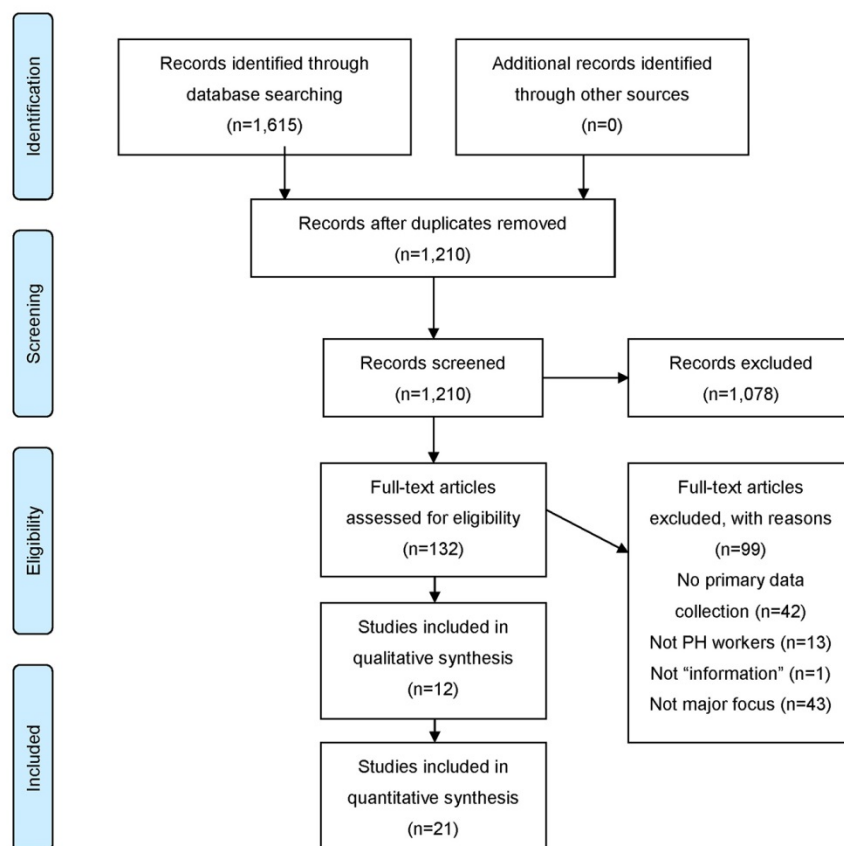 Identification
Records identified through
database searching
(n=1,615)
Additional records identified
through other sources
(n=0)
Records after duplicates removed
(n=1,210)
Screening
Records screened
(n=1,210)
Records excluded
(n=1,078)
Eligibility
Full-text articles
assessed for eligibility
(n=132)
Full-text articles
excluded, with reasons
(n=99)
No primary data
collection (n=42)
Not PH workers (n=13)
Not “information” (n=1)
Not major focus (n=43)
Studies included in
qualitative synthesis
(n=12)
Included
Studies included in
quantitative synthesis
(n=21)